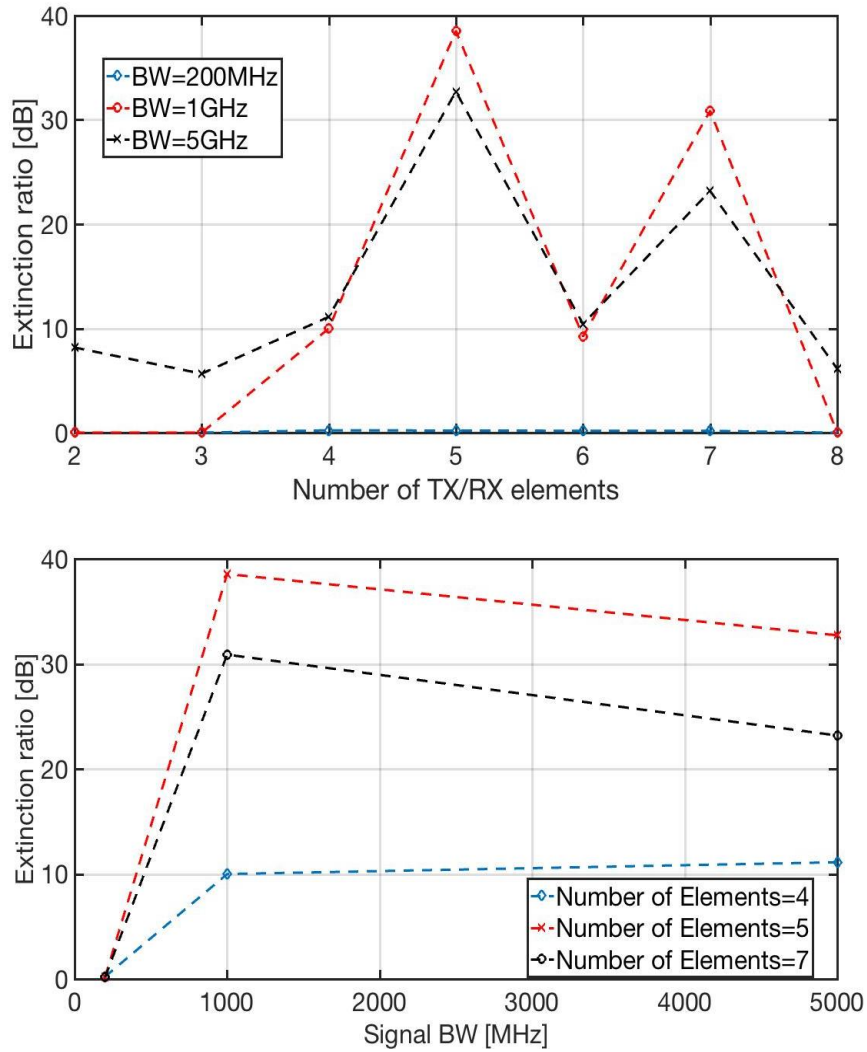 40
30
20
10
0
Extinction ratio [dB]
BW=200MHz
BW=1GHz
BW=5GHz
2 3 4 5 6 7 8
Number of TX/RX elements
40
30
20
10
0
Extinction ratio [dB]
Number of Elements=4
Number of Elements=5
Number of Elements=7
0 1000 2000 3000 4000 5000
Signal BW [MHz]